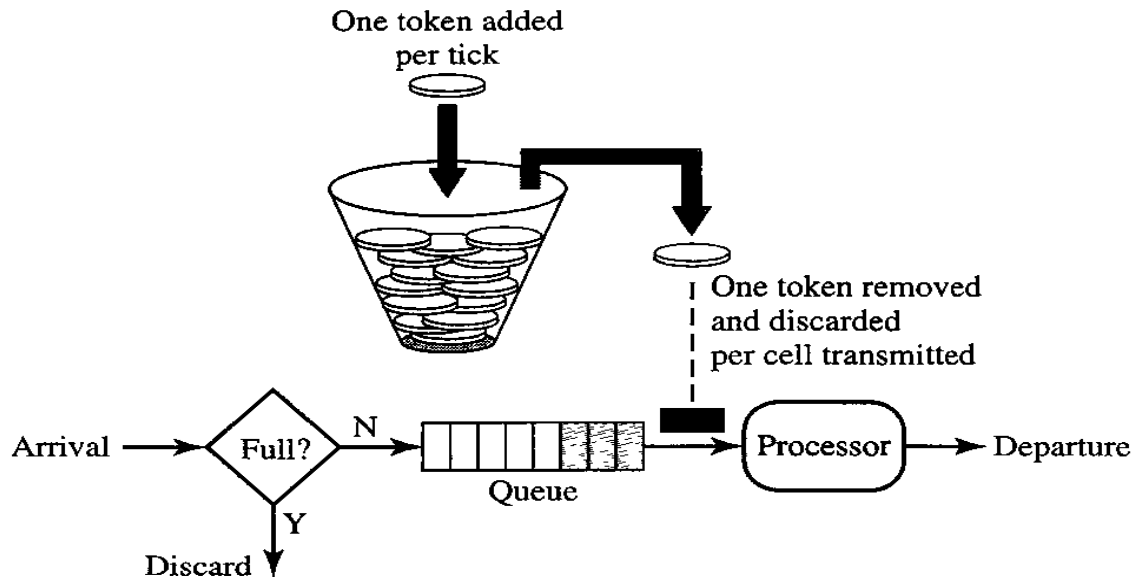 One token added
per tick
One token removed
and discarded
per cell transmitted
Arrival
Full?
N
Queue
Processor
Departure
Y
Discard